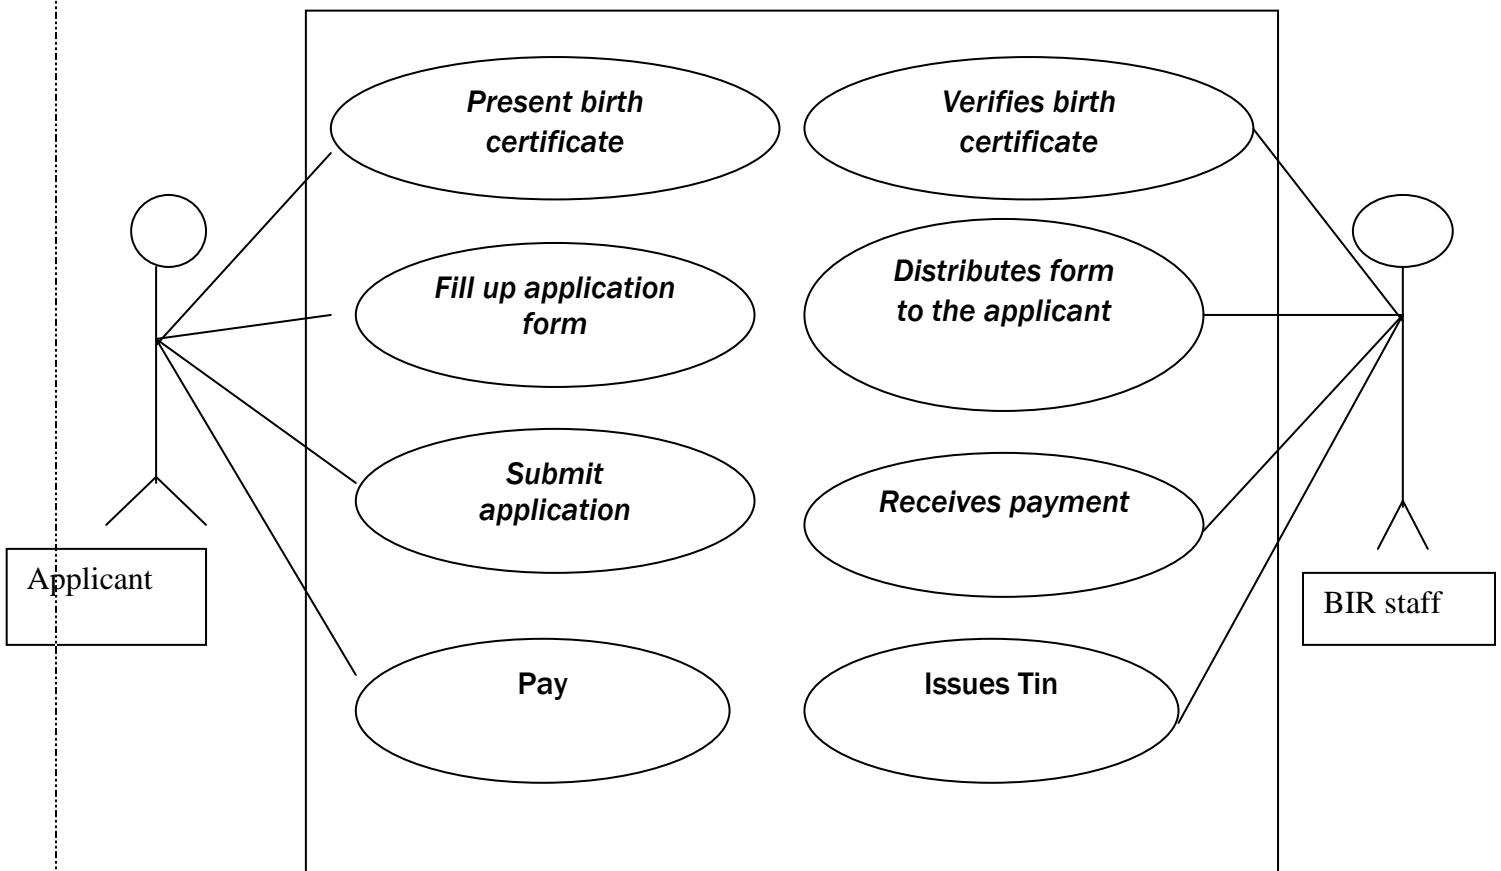 Present birth
certificate
Verifies birth
certificate
Fill up application
form
Distributes form
to the applicant
Submit
application
Receives payment
Applicant
BIR staff
Pay
Issues Tin